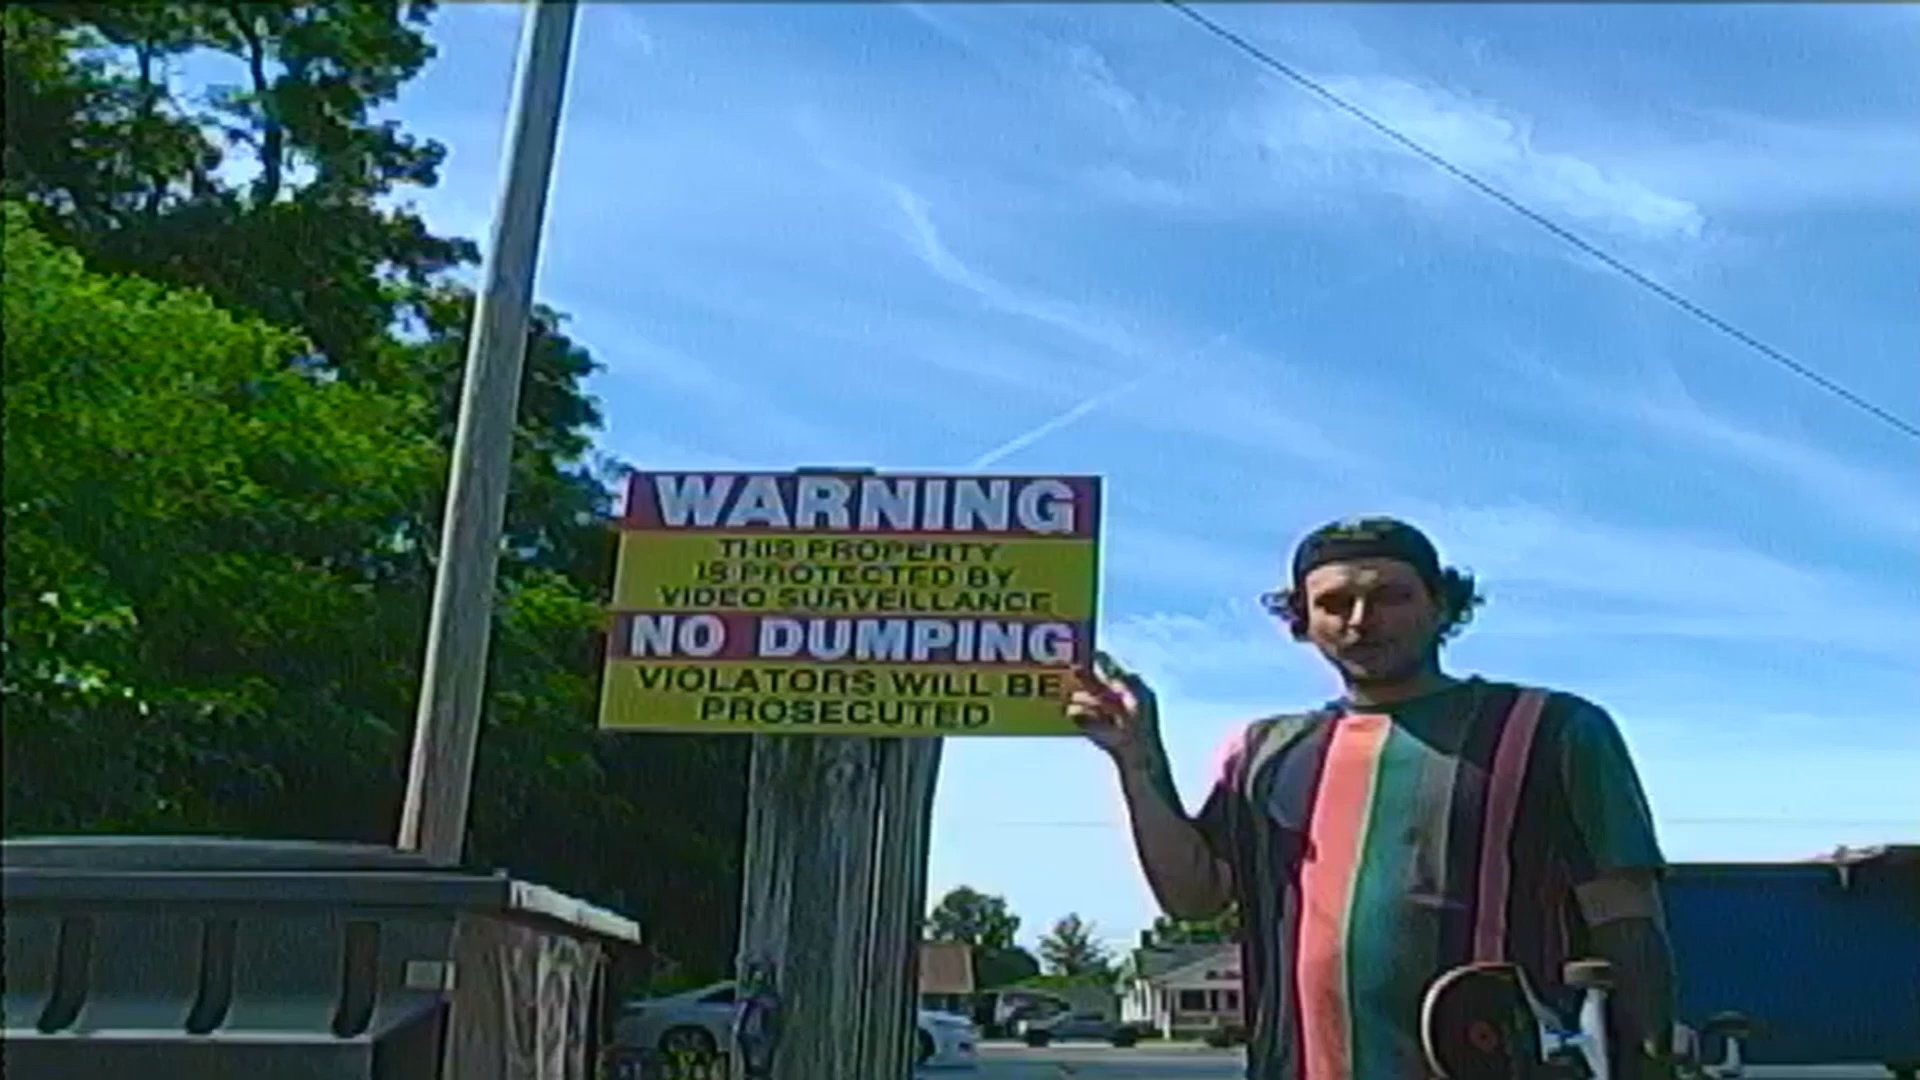 WARNING
THIS PROPERTY
IS PROTECTED BY
VIDEO SURVEILLANCE
NO DUMPING
VIOLATORS WILL BE
PROSECUTED